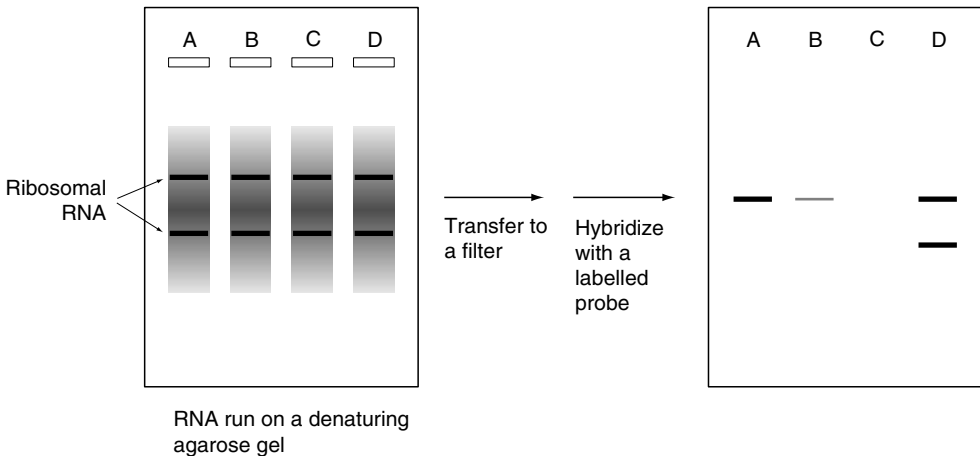 A B C D
Ribosomal
RNA
Transfer to
a filter
Hybridize
with a
labelled
probe
A B C D
RNA run on a denaturing
agarose gel